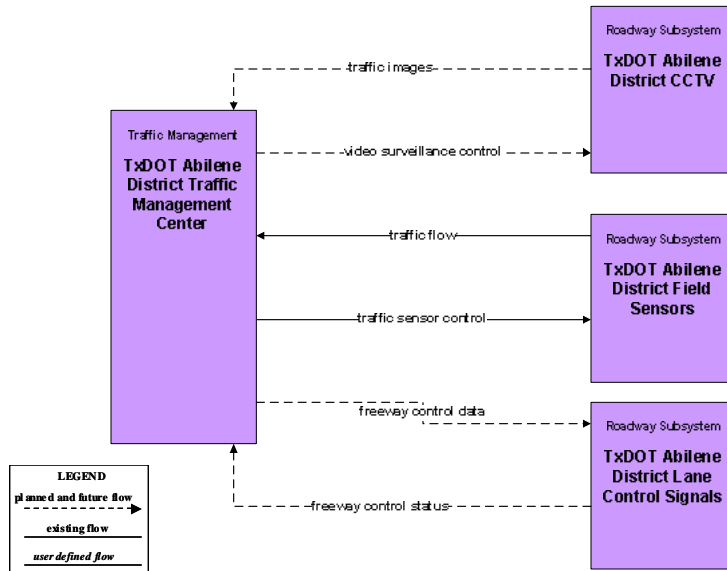 Roadway Subsystem
TxDOT Abilene
District CCTV
traffic images
Traffic Management
TxDOT Abilene
District Traffic
Management
Center
video surveillance control
traffic flow
Roadway Subsystem
TxDOT Abilene
District Field
Sensors
traffic sensor control
freeway control data
Roadway Subsystem
TxDOT Abilene
District Lane
Control Signals
freeway control status
LEGEND
planned and future flow
existing flow
user defined flow